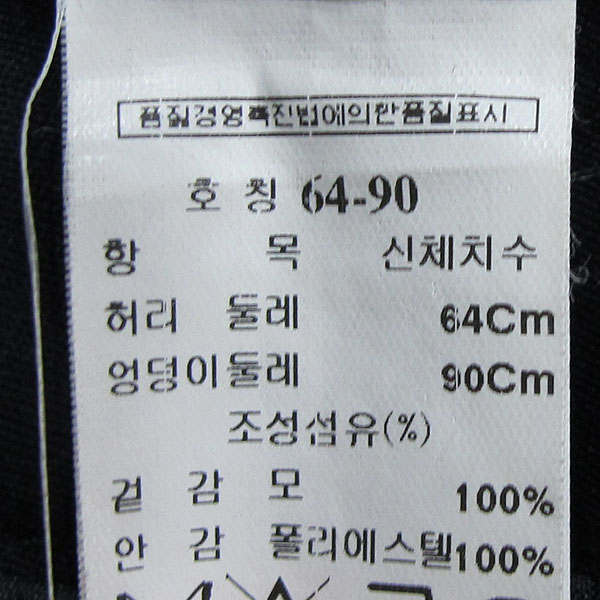 품질경영촉진법에의한품질표시
호 칭 64-90
항 목 신체치수
허리 둘레 64Cm
엉덩이둘레 90Cm
조성섬유(%)
겉 감 모 100%
안 감 폴리에스텔100%